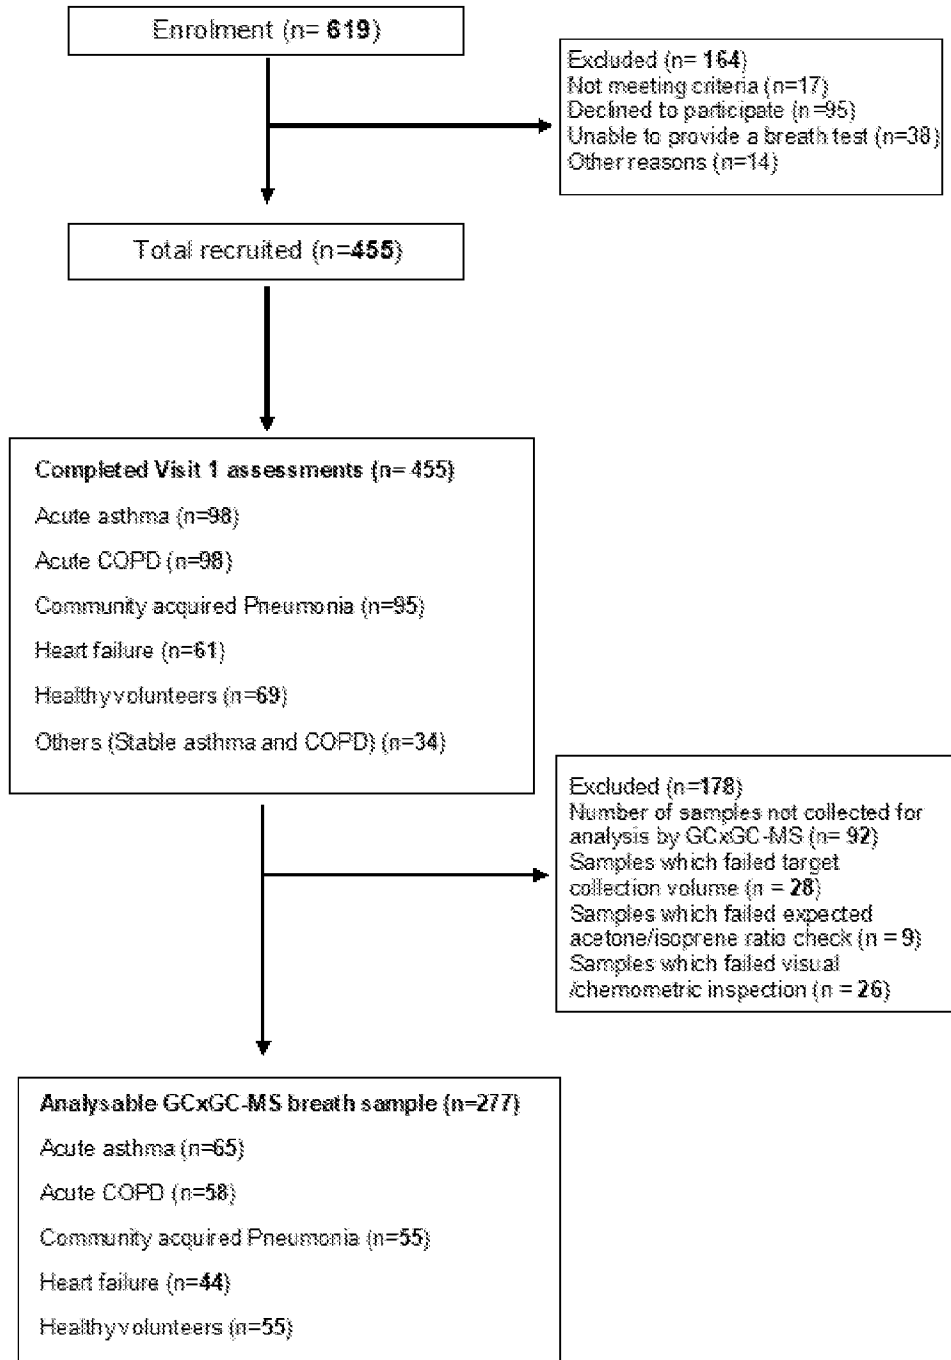 Enrolment (n= 619)
Excluded (n= 164)
Not meeting criteria (n=17)
Declined to participate (n=95)
Unable to provide a breath test (n=38)
Other reasons (n=14)
Total recruited (n=455)
Completed Visit 1 assessments (n= 455)
Acute asthma (n=98)
Acute COPD (n=98)
Community acquired Pneumonia (n=95)
Heart failure (n=61)
Healthy volunteers (n=69)
Others (Stable asthma and COPD) (n=34)
Excluded (n=178)
Number of samples not collected for
analysis by GCxGC-MS (n= 92)
Samples which failed target
collection volume (n = 28)
Samples which failed expected
acetone/isoprene ratio check (n = 9)
Samples which failed visual
/chemometric inspection (n = 26)
Analysable GCxGC-MS breath sample (n=277)
Acute asthma (n=65)
Acute COPD (n=58)
Community acquired Pneumonia (n=55)
Heart failure (n=44)
Healthy volunteers (n=55)